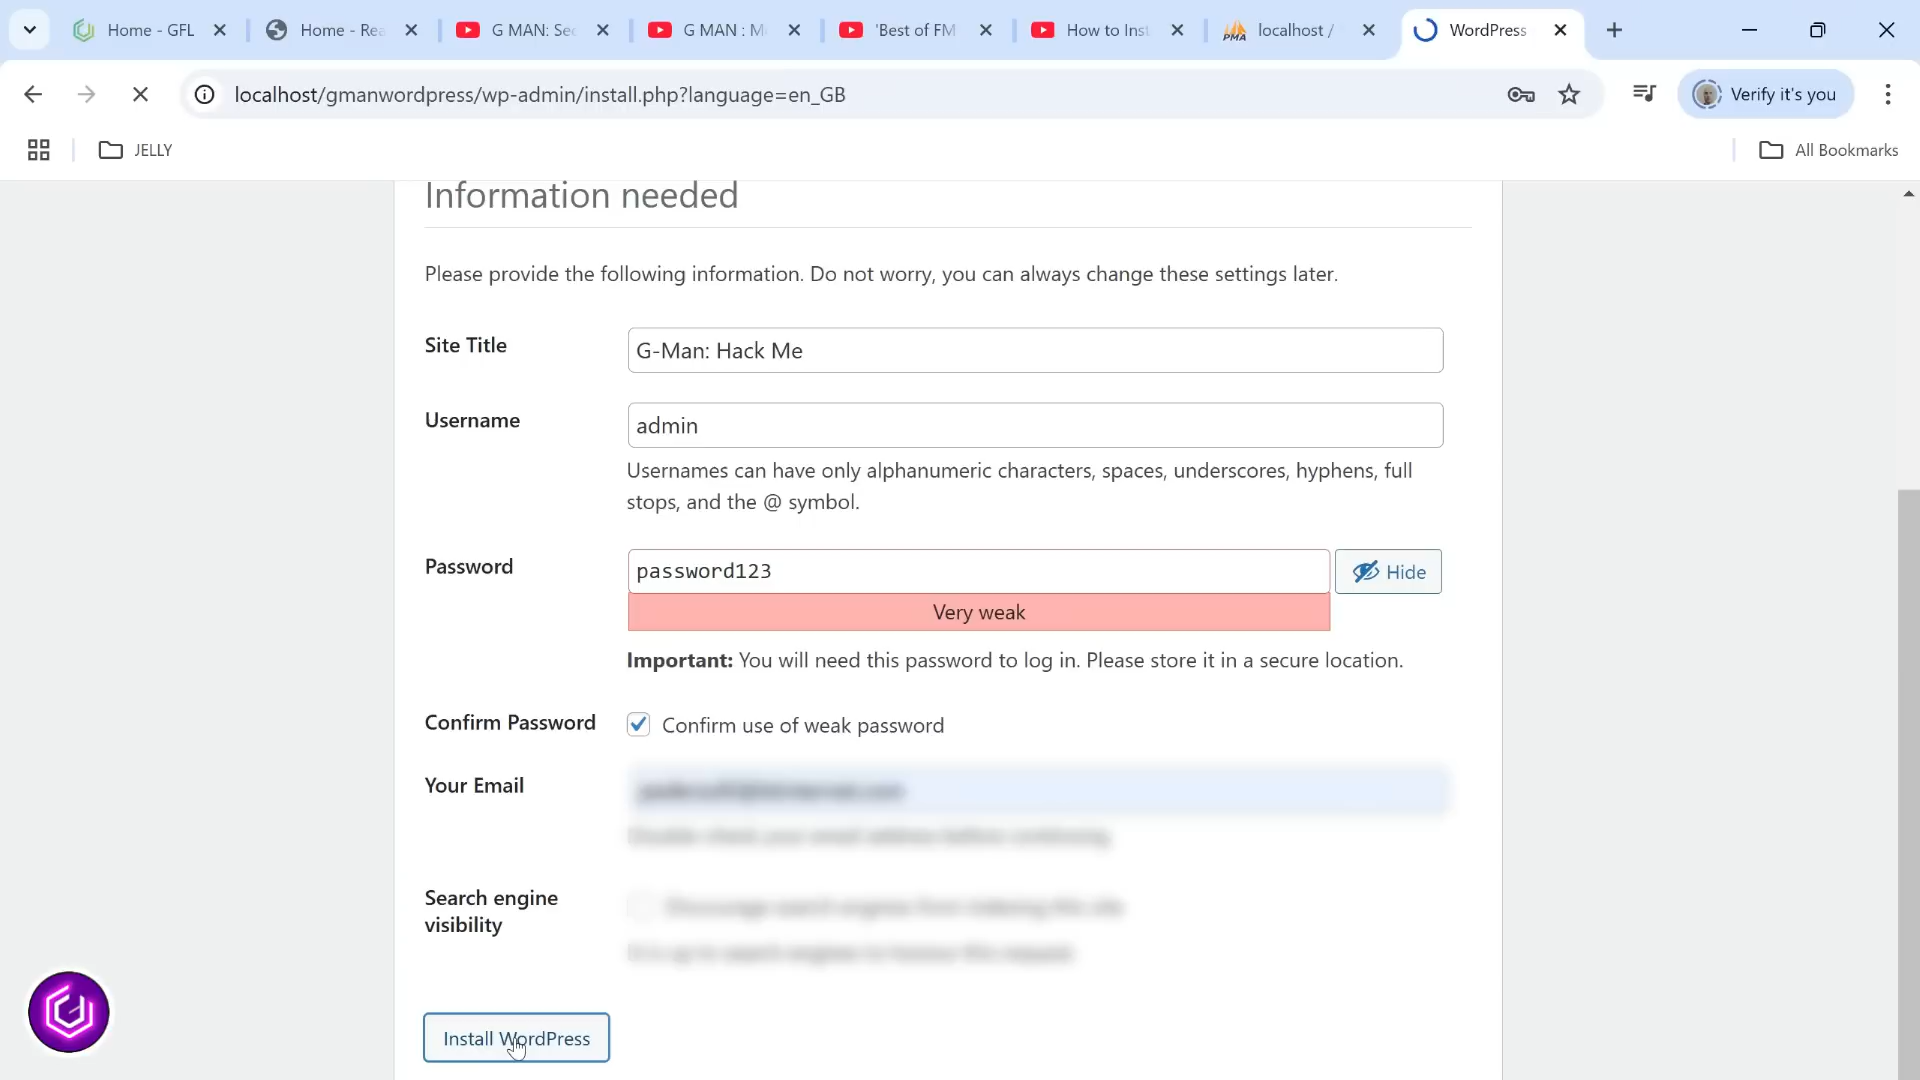 Home - GFL
Home - Rea
G MAN: Sec
G MAN : M
'Best of FM
How to Inst
PMA
localhost /
WordPress
localhost/gmanwordpress/wp-admin/install.php?language=en_GB
Verify it's you
JELLY
All Bookmarks
Information needed
Please provide the following information. Do not worry, you can always change these settings later.
Site Title
G-Man: Hack Me
Username
admin
Usernames can have only alphanumeric characters, spaces, underscores, hyphens, full
stops, and the @ symbol.
Password
password123
Hide
Very weak
Important: You will need this password to log in. Please store it in a secure location.
Confirm Password
Confirm use of weak password
Your Email
Search engine
visibility
Install WordPress